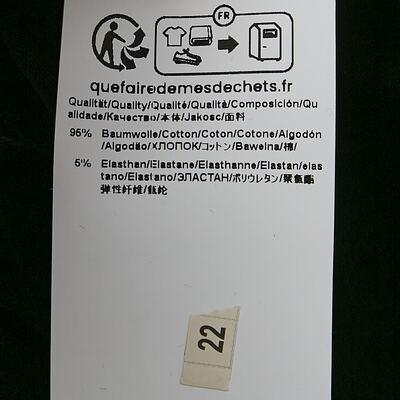 FR
quefairedemesdechets.fr
Qualität/Quality/Qualité/Qualità/Composición/Qu
alidade/Качество/本体/Jakosc/面料
95% Baumwolle/Cotton/Coton/Cotone/Algodón
/Algodão/ХЛОПОК/コットン/Bawełna/棉/
5% Elasthan/Elastane/Elasthanne/Elastan/elas
tano/Elastano/ЭЛАСТАН/ポリウレタン/聚氨酯
弹性纤维/氨纶
22